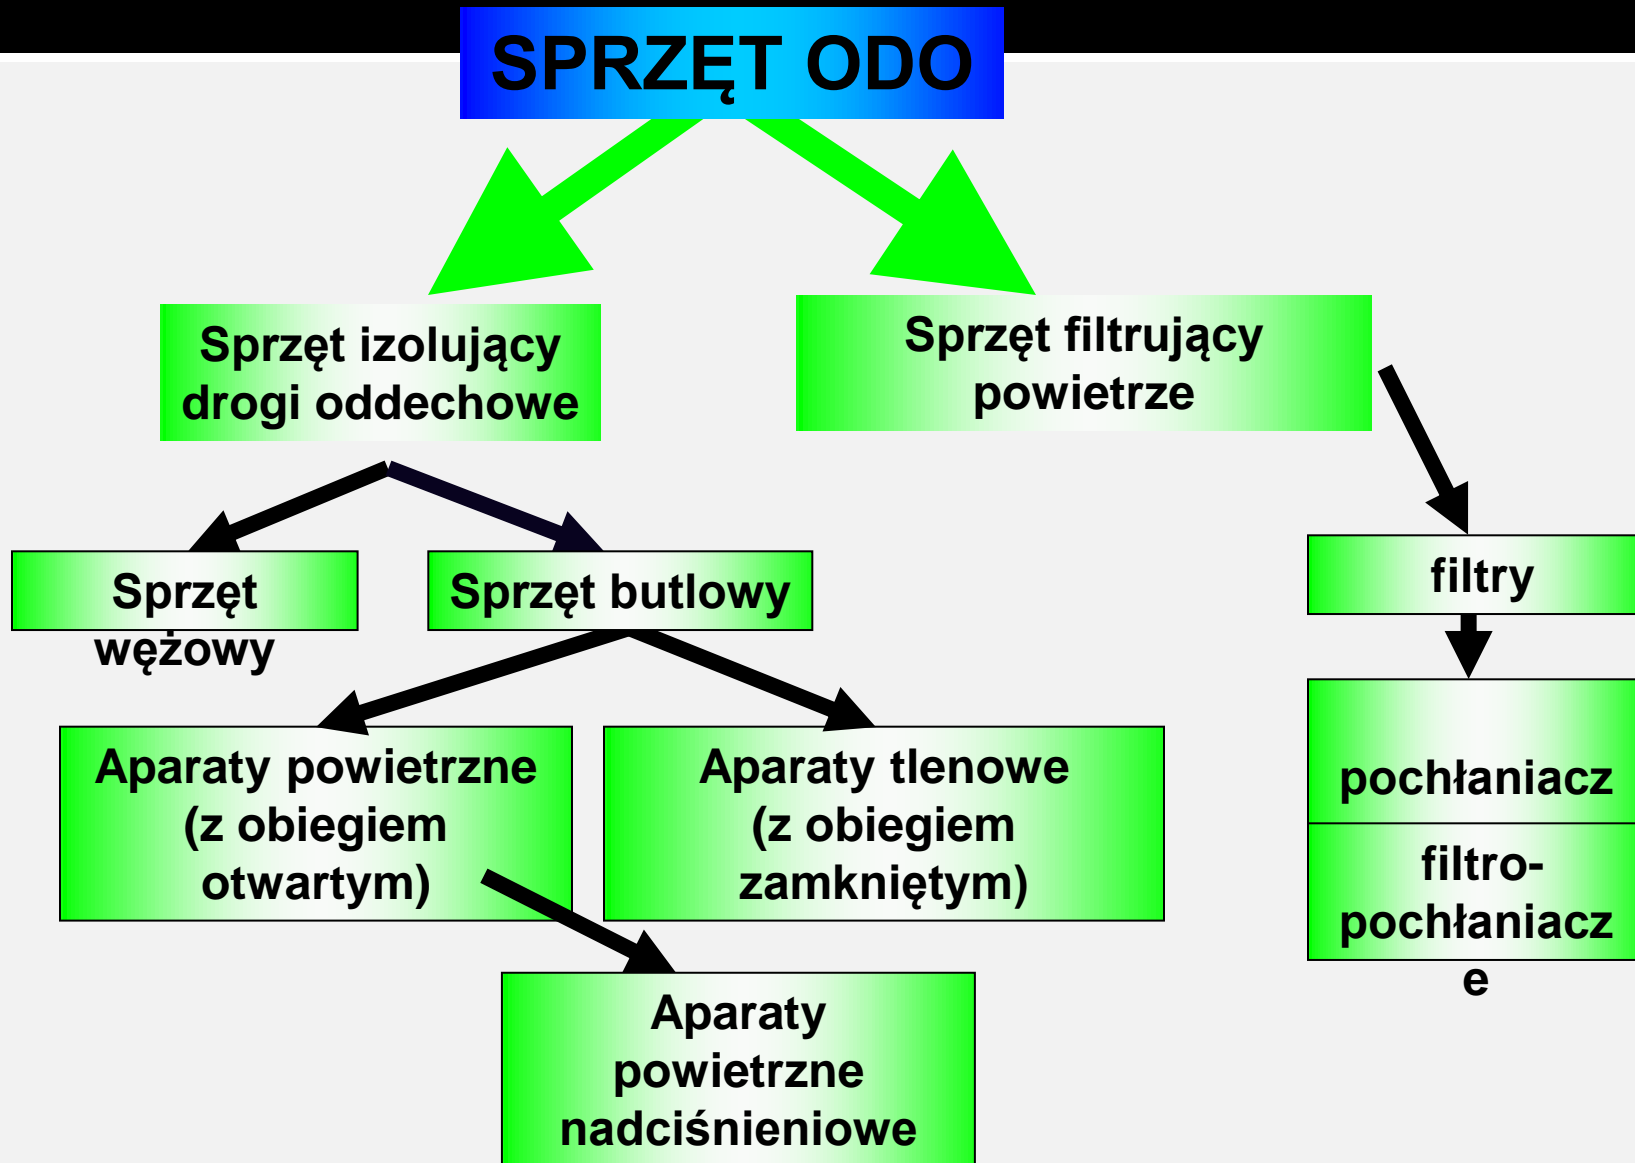 SPRZĘT ODO
Sprzęt izolujący
drogi oddechowe
Sprzęt filtrujący
powietrze
Sprzęt
wężowy
Sprzęt butlowy
filtry
Aparaty powietrzne
(z obiegiem
otwartym)
Aparaty tlenowe
(z obiegiem
zamkniętym)
pochłaniacz
filtro-
pochłaniacz
e
Aparaty
powietrzne
nadciśnieniowe